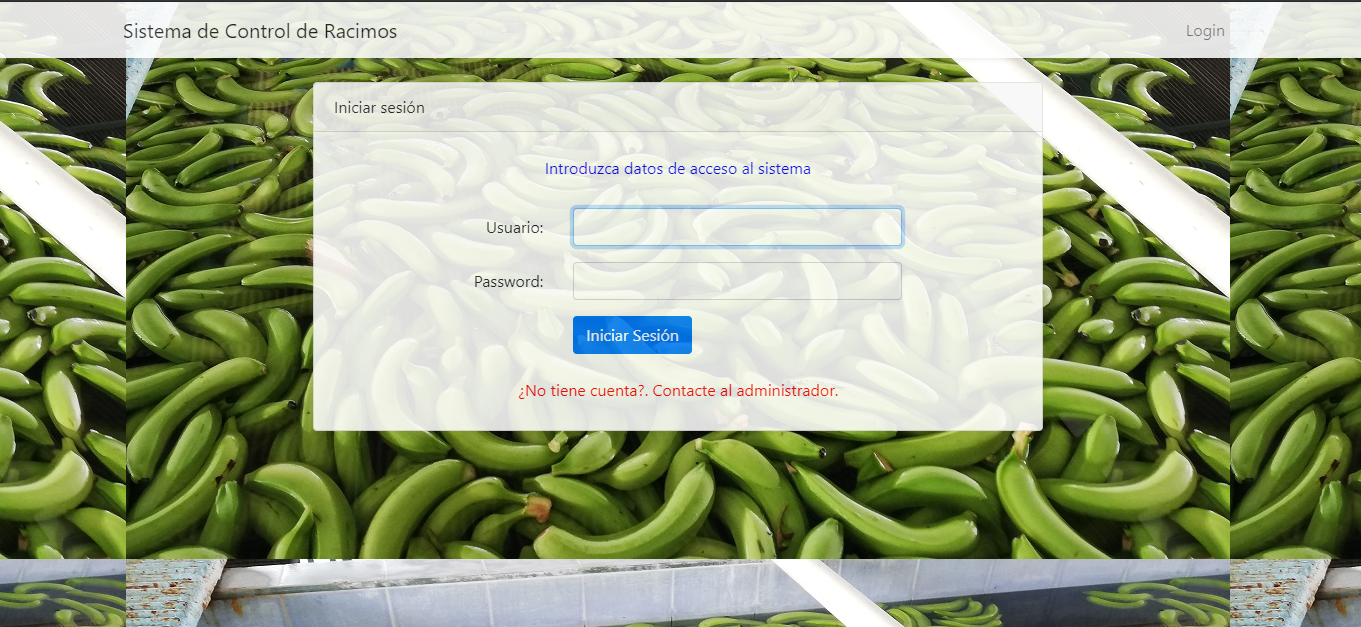 Sistema de Control de Racimos
Login
Iniciar sesión
Introduzca datos de acceso al sistema
Usuario:
Password:
Iniciar Sesión
¿No tiene cuenta?. Contacte al administrador.